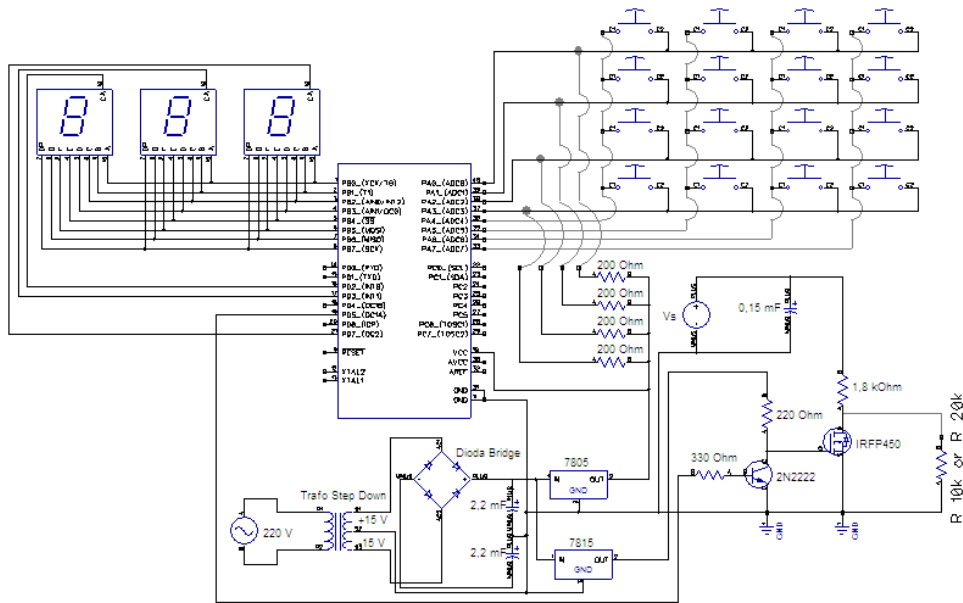 PB0_(XCK/T0)
PB1_(T1)
PB2_(AIN0/INT2)
PB3_(AIN1/OC0)
PB4_(SS)
PB5_(MOSI)
PB6_(MISO)
PB7_(SCK)
PD0_(RXD)
PD1_(TXD)
PD2_(INT0)
PD3_(INT1)
PD4_(OC1B)
PD5_(OC1A)
PD6_(ICP)
PD7_(OC2)
RESET
XTAL2
XTAL1
PA0_(ADC0)
PA1_(ADC1)
PA2_(ADC2)
PA3_(ADC3)
PA4_(ADC4)
PA5_(ADC5)
PA6_(ADC6)
PA7_(ADC7)
PC0_(SCL)
PC1_(SDA)
PC2
PC3
PC4
PC5
PC6_(TOSC1)
PC7_(TOSC2)
VCC
AVCC
AREF
GND
GND
200 Ohm
200 Ohm
200 Ohm
200 Ohm
Vs
0,15 mF
1,8 kOhm
220 Ohm
IRFP450
330 Ohm
2N2222
R 10k or R 20k
GND
GND
Dioda Bridge
7805
IN OUT
GND
2,2 mF
2,2 mF
7815
IN OUT
GND
Trafo Step Down
+15 V
15 V
220 V